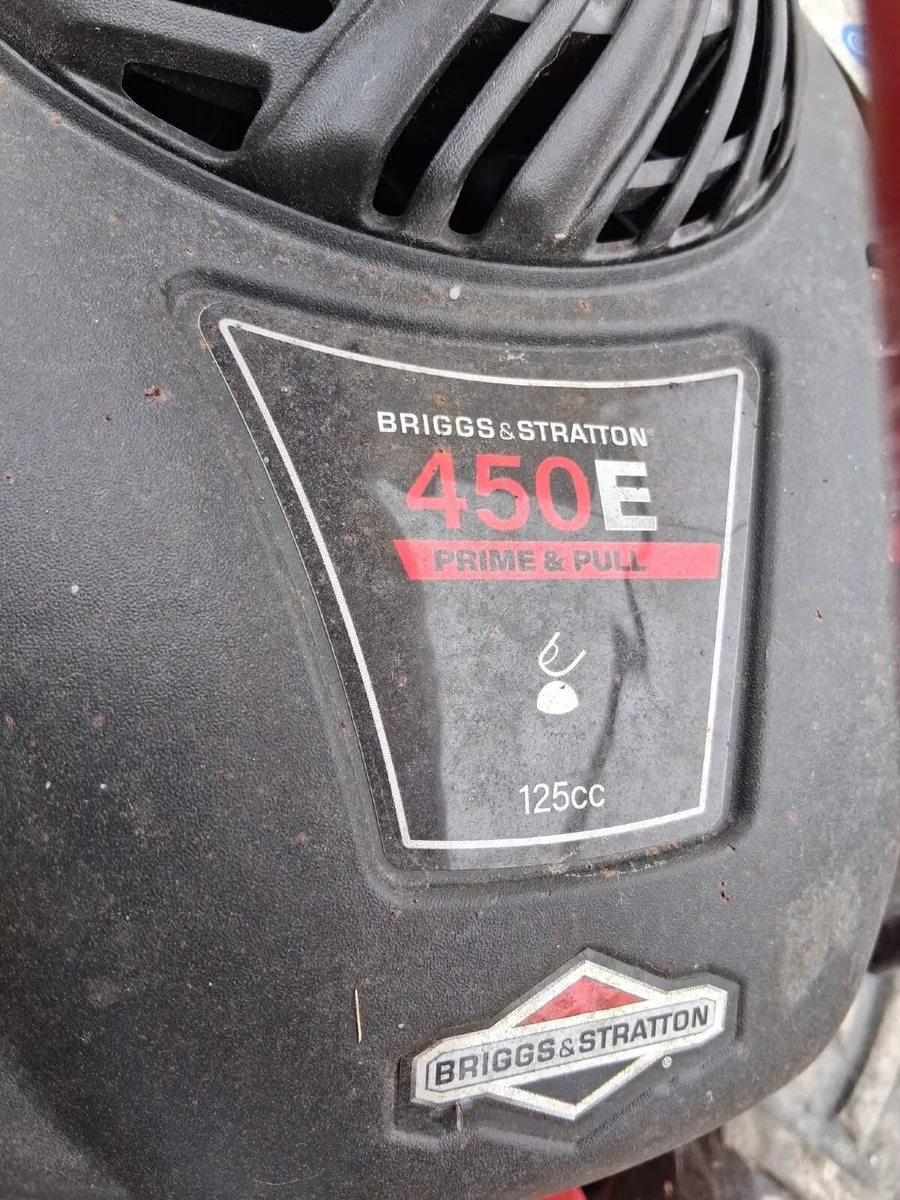 BRIGGS & STRATTON®
450E
PRIME & PULL
125cc
BRIGGS & STRATTON
®